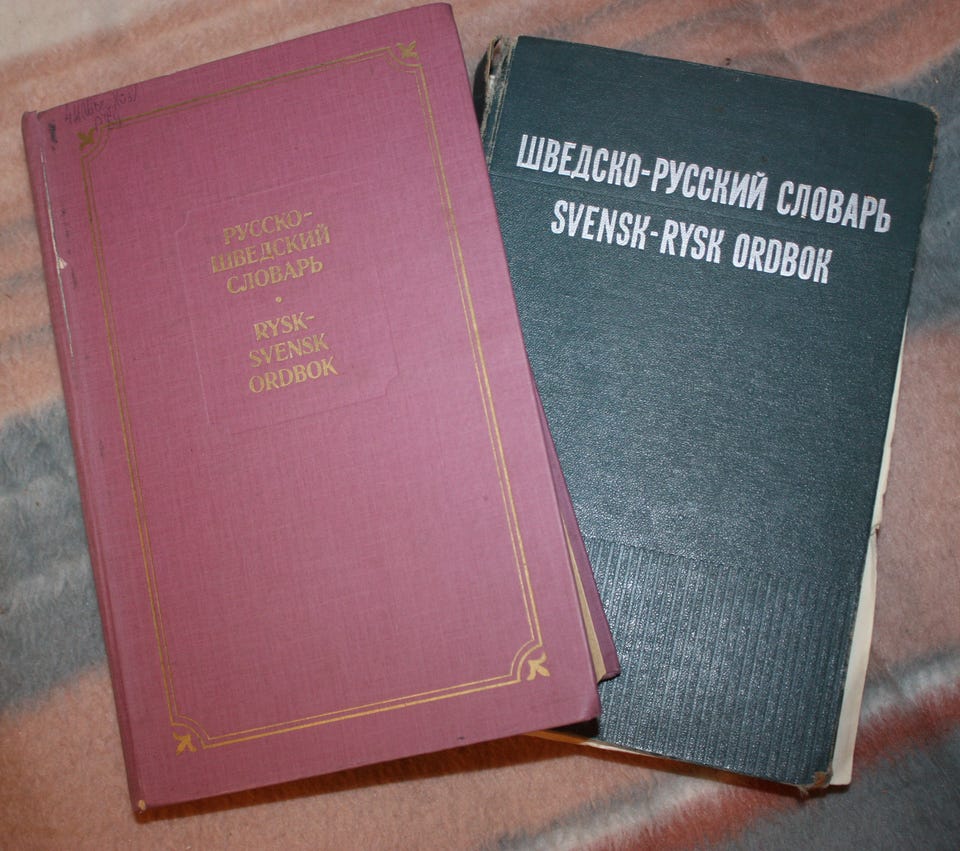 РУССКО-
ШВЕДСКИЙ
СЛОВАРЬ
•
RYSK-
SVENSK
ORDBOK
ШВЕДСКО-РУССКИЙ СЛОВАРЬ
SVENSK-RYSK ORDBOK